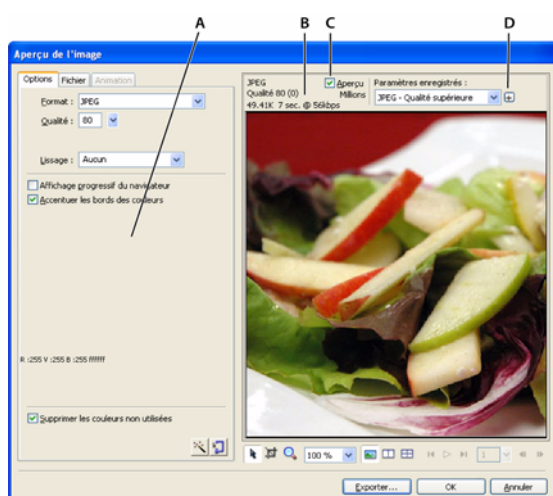 A
B
C
D
Aperçu de l'image
Options Fichier Animation
Format : JPEG
Qualité : 80
Lissage : Aucun
Affichage progressif du navigateur
Accentuer les bords des couleurs
R :255 V :255 B :255 ffffff
Supprimer les couleurs non utilisées
JPEG
Qualité 80 (0)
49.41K 7 sec. @ 56kbps
Aperçu
Millions
Paramètres enregistrés :
JPEG - Qualité supérieure
100 %
1
Exporter... OK Annuler